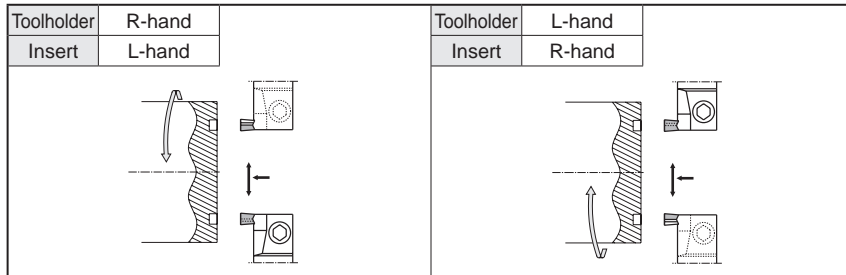 Toolholder R-hand
Insert L-hand
Toolholder L-hand
Insert R-hand